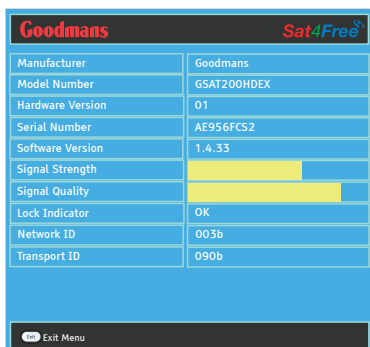 Goodmans Sat4Free
Manufacturer Goodmans
Model Number GSAT200HDEX
Hardware Version 01
Serial Number AE956FCS2
Software Version 1.4.33
Signal Strength
Signal Quality
Lock Indicator OK
Network ID 003b
Transport ID 090b
Exit Exit Menu